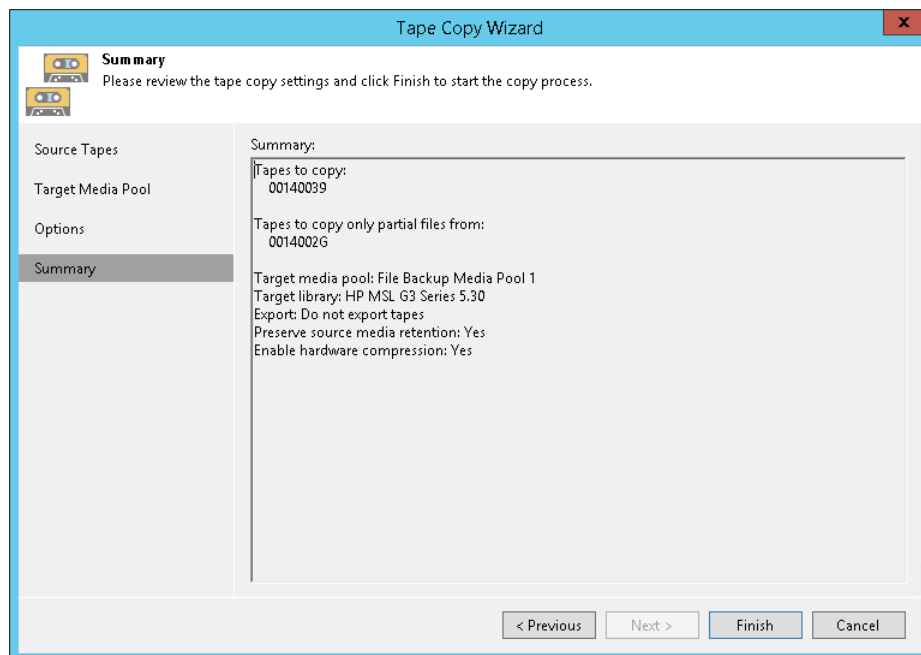 Tape Copy Wizard
x
Summary
Please review the tape copy settings and click Finish to start the copy process.
Source Tapes
Target Media Pool
Options
Summary
Summary:
Tapes to copy:
00140039
Tapes to copy only partial files from:
0014002G
Target media pool: File Backup Media Pool 1
Target library: HP MSL G3 Series 5.30
Export: Do not export tapes
Preserve source media retention: Yes
Enable hardware compression: Yes
< Previous
Next >
Finish
Cancel